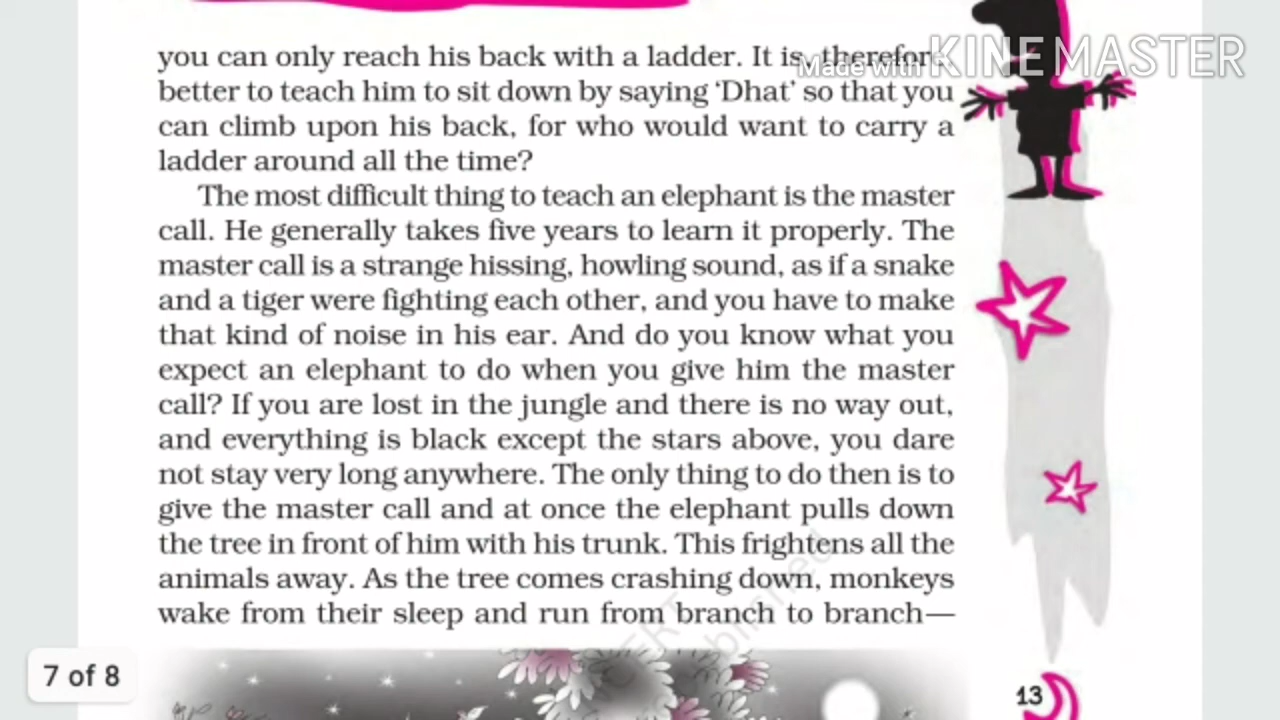 you can only reach his back with a ladder. It is, therefore
better to teach him to sit down by saying ‘Dhat’ so that you
can climb upon his back, for who would want to carry a
ladder around all the time?
The most difficult thing to teach an elephant is the master
call. He generally takes five years to learn it properly. The
master call is a strange hissing, howling sound, as if a snake
and a tiger were fighting each other, and you have to make
that kind of noise in his ear. And do you know what you
expect an elephant to do when you give him the master
call? If you are lost in the jungle and there is no way out,
and everything is black except the stars above, you dare
not stay very long anywhere. The only thing to do then is to
give the master call and at once the elephant pulls down
the tree in front of him with his trunk. This frightens all the
animals away. As the tree comes crashing down, monkeys
wake from their sleep and run from branch to branch—
Made with KINEMASTER
7 of 8
13